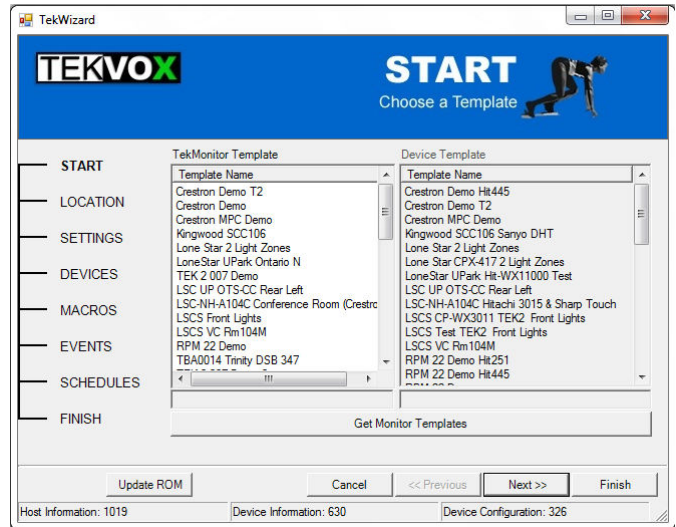 TekWizard
TEKVOX
START
Choose a Template
START
LOCATION
SETTINGS
DEVICES
MACROS
EVENTS
SCHEDULES
FINISH
TekMonitor Template
Template Name
Crestron Demo T2
Crestron Demo
Crestron MPC Demo
Kingwood SCC106
Lone Star 2 Light Zones
LoneStar UPark Ontario N
TEK 2 007 Demo
LSC UP OTS-CC Rear Left
LSC-NH-A104C Conference Room (Crestro
LSCS Front Lights
LSCS VC Rm104M
RPM 22 Demo
TBA0014 Trinity DSB 347
Device Template
Template Name
Crestron Demo Hit445
Crestron Demo T2
Crestron MPC Demo
Kingwood SCC106 Sanyo DHT
Lone Star 2 Light Zones
Lone Star CPX-417 2 Light Zones
LoneStar UPark Hit-WX11000 Test
LSC UP OTS-CC Rear Left
LSC-NH-A104C Hitachi 3015 & Sharp Touch
LSCS CP-WX3011 TEK2 Front Lights
LSCS Test TEK2 Front Lights
LSCS VC Rm104M
RPM 22 Demo Hit251
RPM 22 Demo Hit445
Get Monitor Templates
Update ROM
Cancel
<< Previous
Next >>
Finish
Host Information: 1019
Device Information: 630
Device Configuration: 326